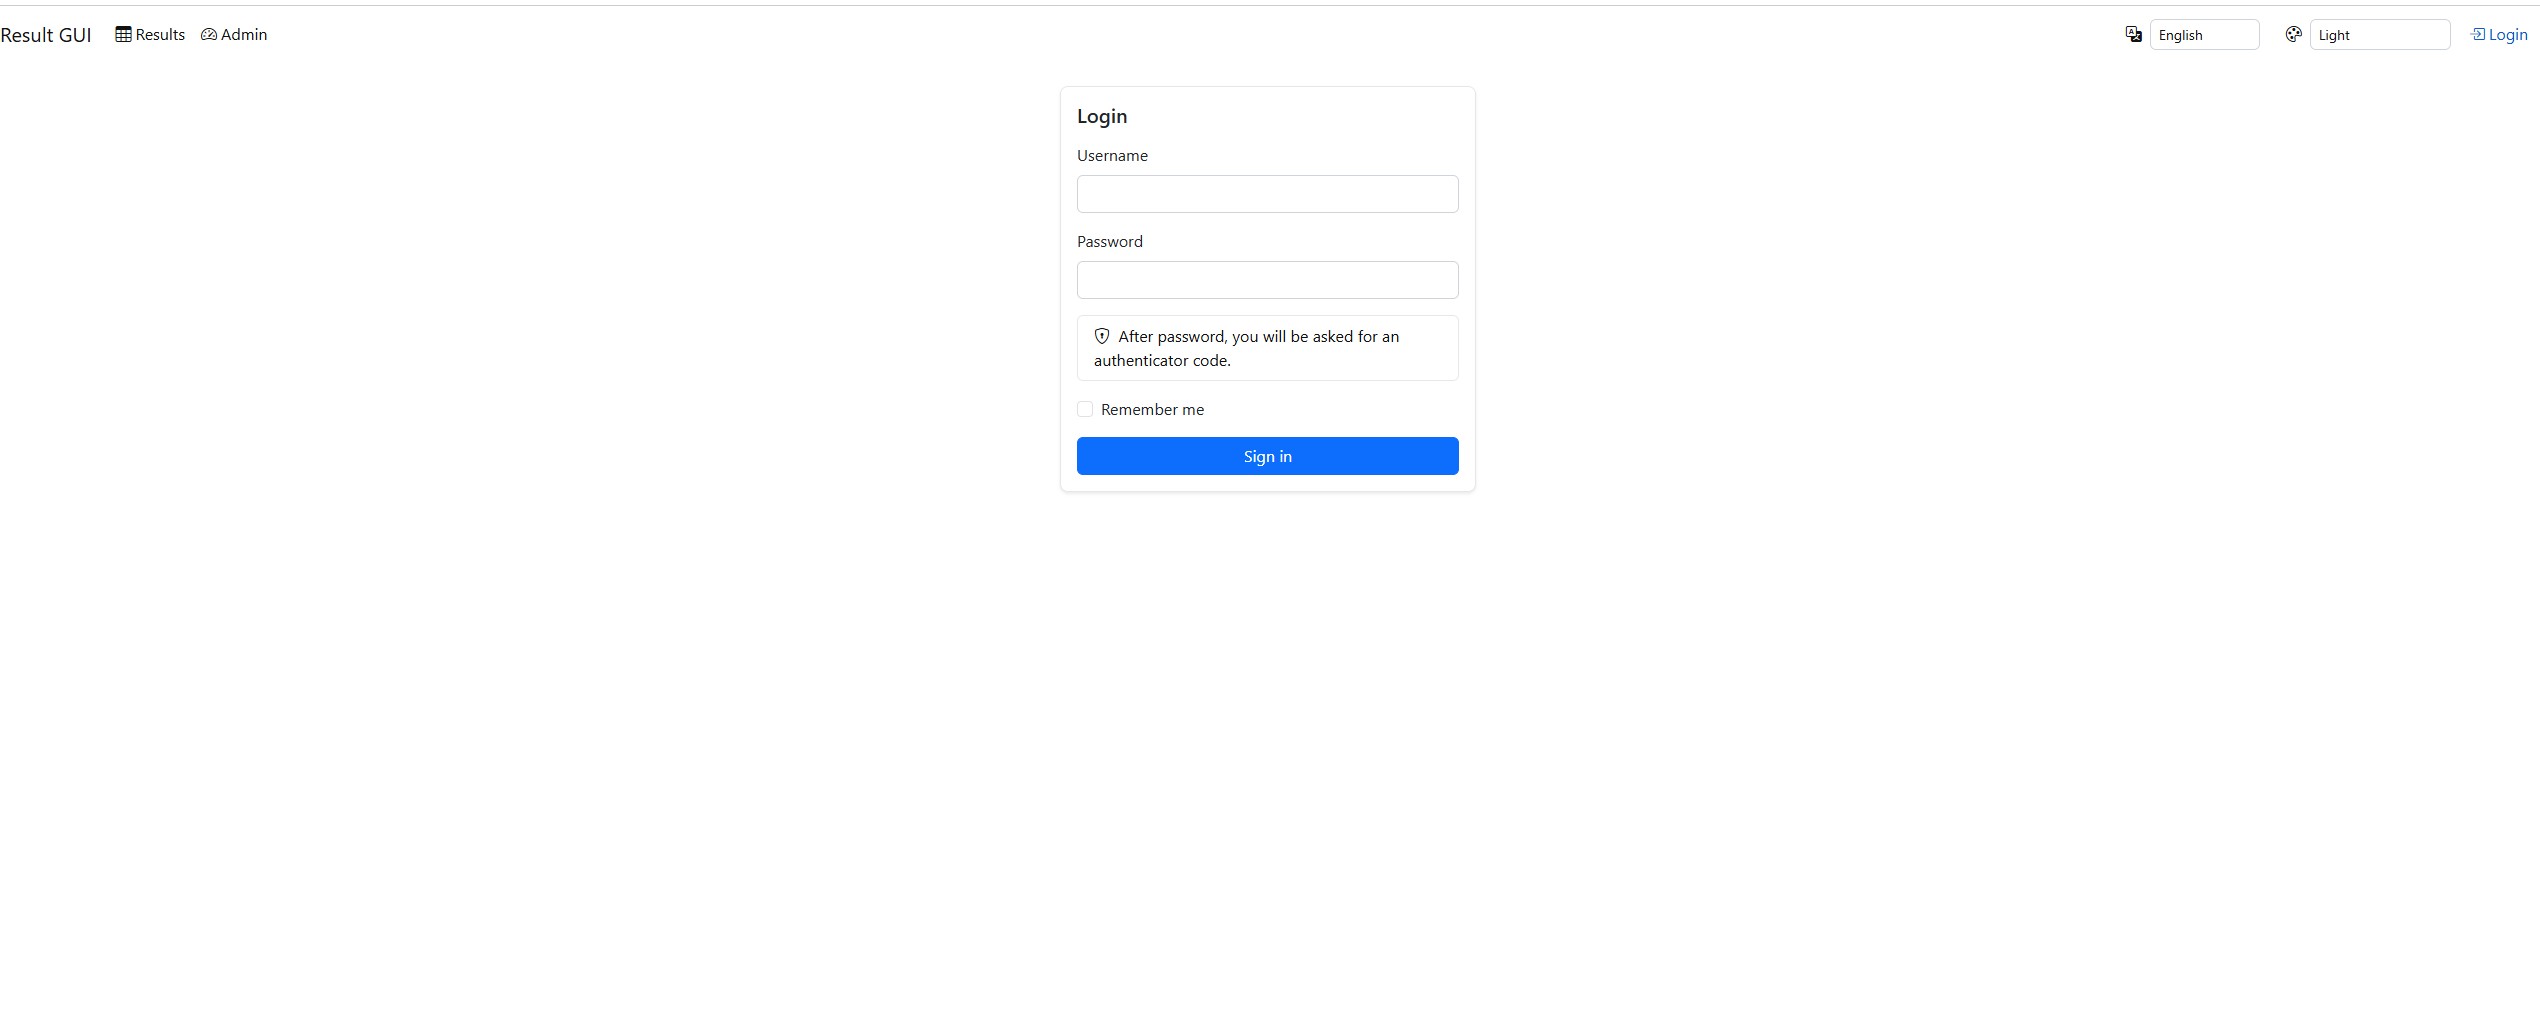 Result GUI Results Admin English Light Login
Login
Username
Password
After password, you will be asked for an
authenticator code.
Remember me
Sign in